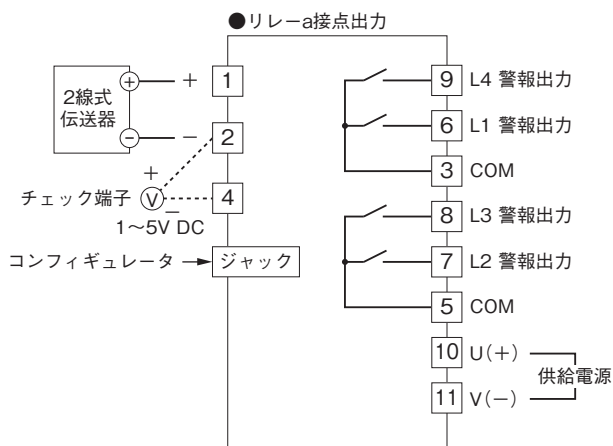 ●リレーa接点出力
2線式
伝送器
+
−
+
−
1
2
4
+
チェック端子
V
−
1〜5V DC
コンフィギュレータ
ジャック
9 L4 警報出力
6 L1 警報出力
3 COM
8 L3 警報出力
7 L2 警報出力
5 COM
10 U(+)
11 V(−)
供給電源